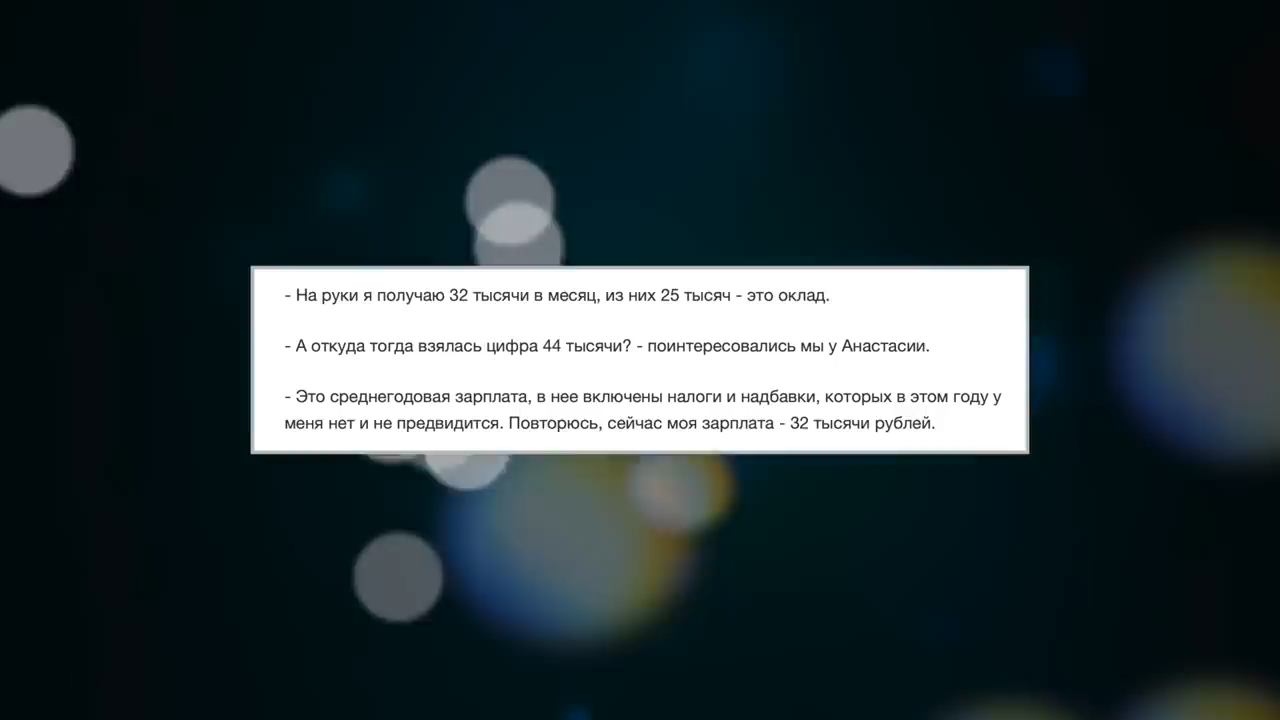 - На руки я получаю 32 тысячи в месяц, из них 25 тысяч - это оклад.
- А откуда тогда взялась цифра 44 тысячи? - поинтересовались мы у Анастасии.
- Это среднегодовая зарплата, в нее включены налоги и надбавки, которых в этом году у
меня нет и не предвидится. Повторюсь, сейчас моя зарплата - 32 тысячи рублей.